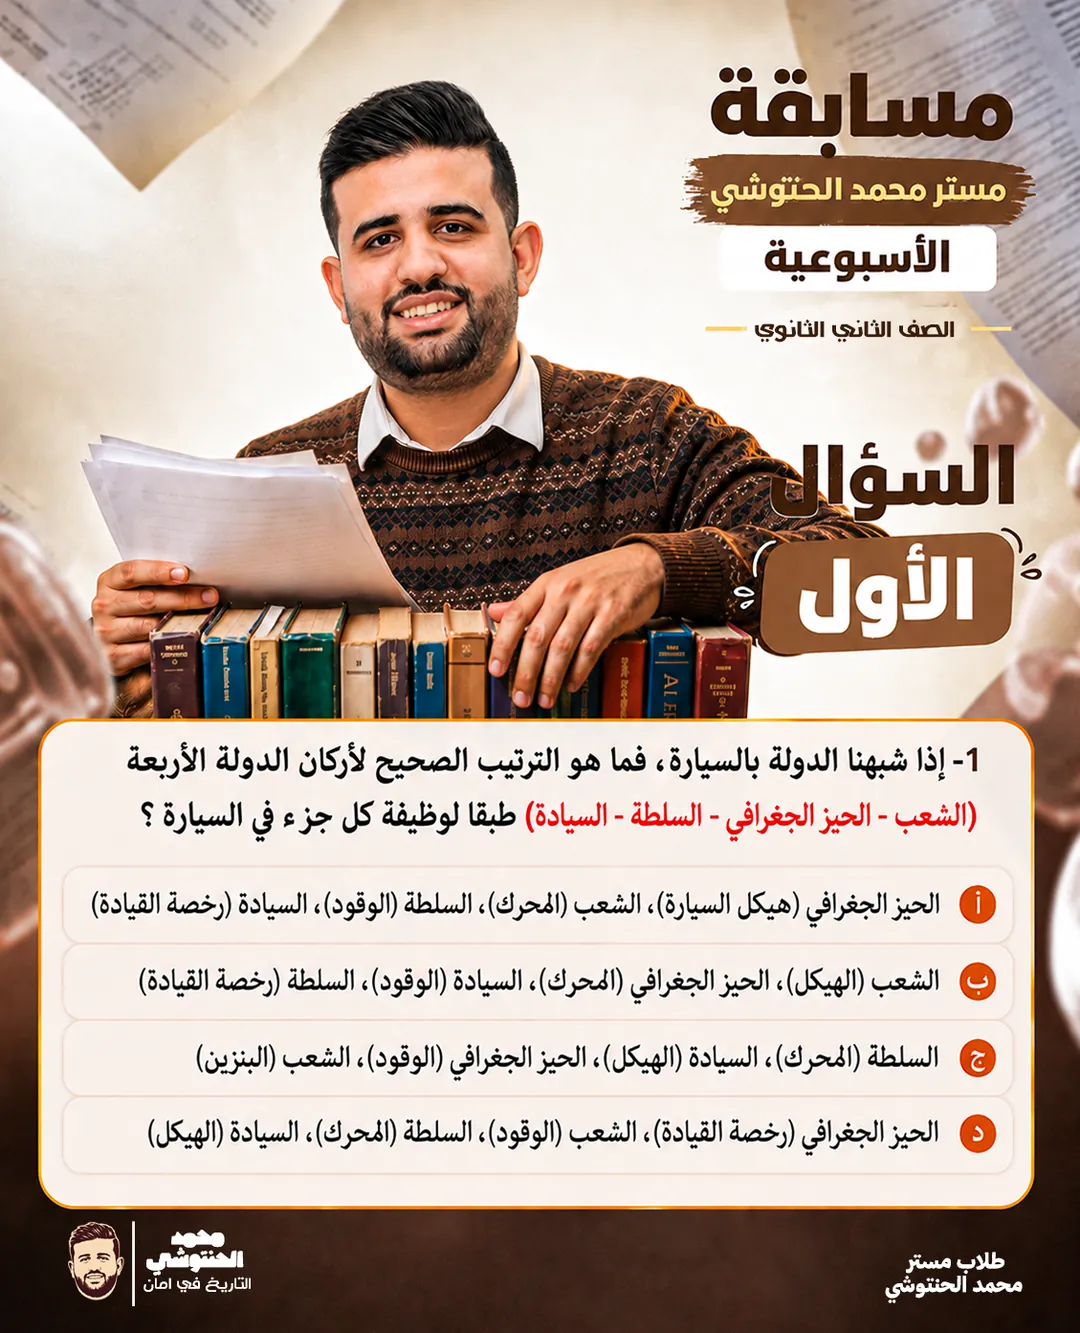 مسابقة
مستر محمد الحنتوشي
الأسبوعية
الصف الثاني الثانوي
السؤال
الأول
1- إذا شبهنا الدولة بالسيارة، فما هو الترتيب الصحيح لأركان الدولة الأربعة
(الشعب - الحيز الجغرافي - السلطة - السيادة) طبقا لوظيفة كل جزء في السيارة ؟
أ الحيز الجغرافي (هيكل السيارة)، الشعب (المحرك)، السلطة (الوقود)، السيادة (رخصة القيادة)
ب الشعب (الهيكل)، الحيز الجغرافي (المحرك)، السيادة (الوقود)، السلطة (رخصة القيادة)
ج السلطة (المحرك)، السيادة (الهيكل)، الحيز الجغرافي (الوقود)، الشعب (البنزين)
د الحيز الجغرافي (رخصة القيادة)، الشعب (الوقود)، السلطة (المحرك)، السيادة (الهيكل)
طلاب مستر
محمد الحنتوشي
محمد
الحنتوشي
التاريخ في امان